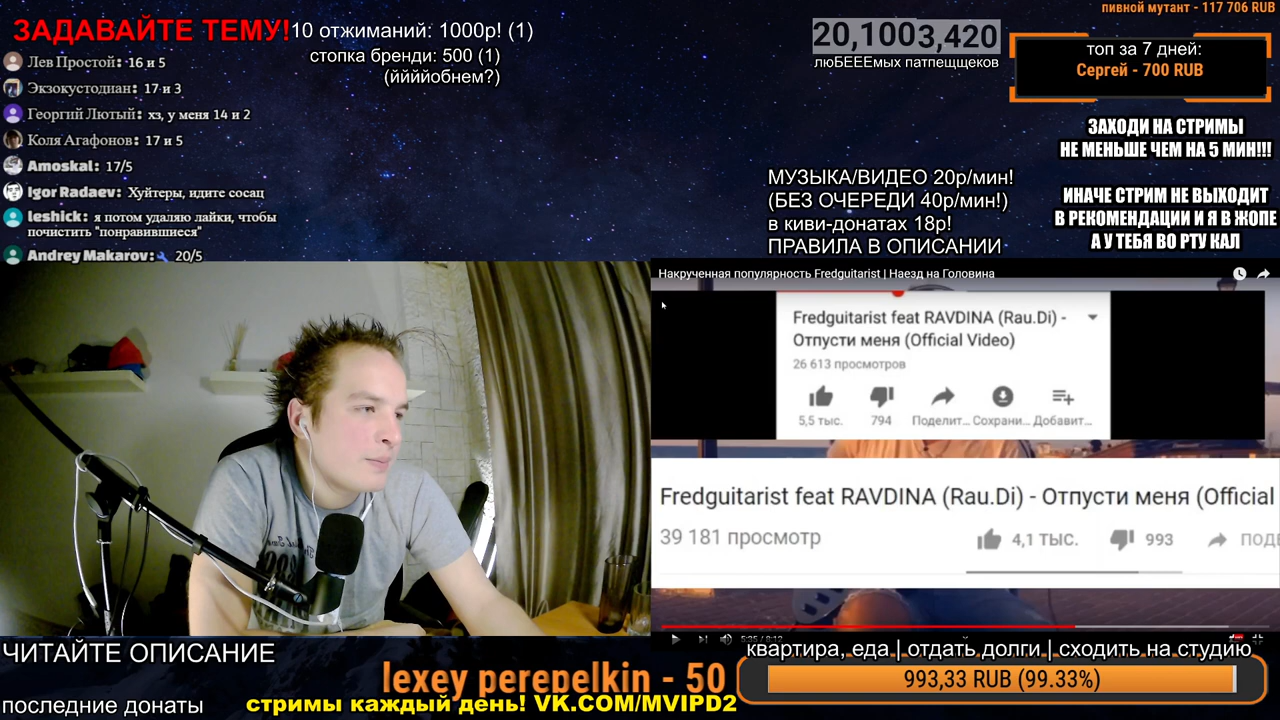 ЗАДАВАЙТЕ ТЕМУ!
10 отжиманий: 1000р! (1)
стопка бренди: 500 (1)
(ййййобнем?)
Лев Простой: 16 и 5
Экзокустодиан: 17 и 3
Георгий Лютый: хз, у меня 14 и 2
Коля Агафонов: 17 и 5
Amoskal: 17/5
Igor Radaev: Хуйтеры, идите сосац
leshick: я потом удаляю лайки, чтобы
почистить "понравившиеся"
Andrey Makarov: 20/5
20,1003,420
люБЕЕЕмых патпещщеков
пивной мутант - 117 706 RUB
топ за 7 дней:
Сергей - 700 RUB
ЗАХОДИ НА СТРИМЫ
НЕ МЕНЬШЕ ЧЕМ НА 5 МИН!!!
ИНАЧЕ СТРИМ НЕ ВЫХОДИТ
В РЕКОМЕНДАЦИИ И Я В ЖОПЕ
А У ТЕБЯ ВО РТУ КАЛ
МУЗЫКА/ВИДЕО 20р/мин!
(БЕЗ ОЧЕРЕДИ 40р/мин!)
в киви-донатах 18р!
ПРАВИЛА В ОПИСАНИИ
Накрученная популярность Fredguitarist | Наезд на Головина
Fredguitarist feat RAVDINA (Rau.Di) -
Отпусти меня (Official Video)
26 613 просмотров
5,5 тыс. 794 Поделит... Сохрани... Добавит...
Fredguitarist feat RAVDINA (Rau.Di) - Отпусти меня (Official
39 181 просмотр
4,1 ТЫС. 993 ПОДЕ
5:35 / 8:12
ЧИТАЙТЕ ОПИСАНИЕ
lexey perepelkin - 50
последние донаты
стримы каждый день! VK.COM/MVIPD2
квартира, еда | отдать долги | сходить на студию
993,33 RUB (99.33%)